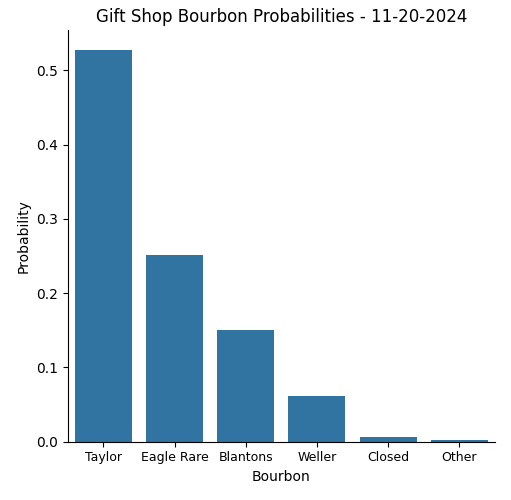 Gift Shop Bourbon Probabilities - 11-20-2024
Probability
0.5
0.4
0.3
0.2
0.1
0.0
Taylor Eagle Rare Blantons Weller Closed Other
Bourbon